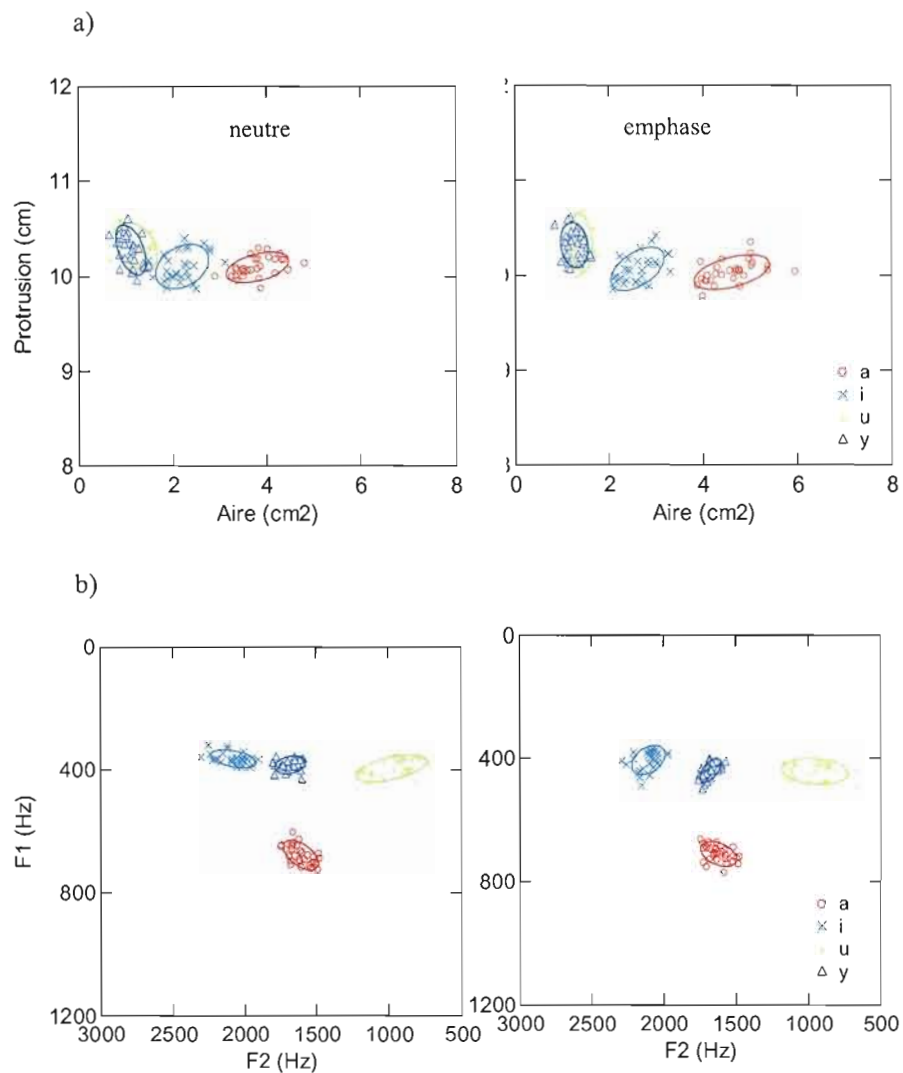 a)
12
11
10
9
8
Protrusion (cm)
neutre
0 2 4 6 8
Aire (cm2)
emphase
a
i
u
y
0 2 4 6 8
Aire (cm2)
b)
0
400
800
1200
F1 (Hz)
3000 2500 2000 1500 1000 500
F2 (Hz)
0
400
800
1200
a
i
u
y
3000 2500 2000 1500 1000 500
F2 (Hz)